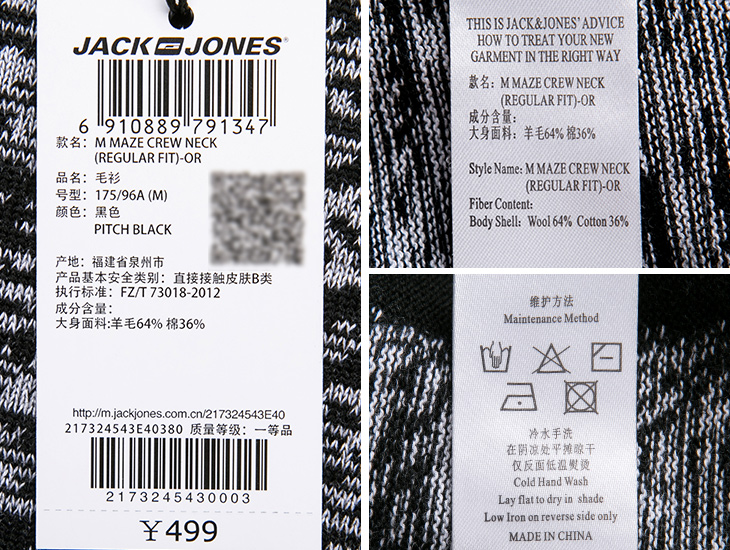 JACK JONES®
6 910889 791347
款名: M MAZE CREW NECK
(REGULAR FIT)-OR
品名: 毛衫
号型: 175/96A (M)
颜色: 黑色
PITCH BLACK
产地: 福建省泉州市
产品基本安全类别: 直接接触皮肤B类
执行标准: FZ/T 73018-2012
成分含量:
大身面料:羊毛64% 棉36%
http://m.jackjones.com.cn/217324543E40
217324543E40380 质量等级: 一等品
2173245430003
¥499
THIS IS JACK&JONES' ADVICE
HOW TO TREAT YOUR NEW
GARMENT IN THE RIGHT WAY
款名: M MAZE CREW NECK
(REGULAR FIT)-OR
成分含量:
大身面料: 羊毛64% 棉36%
Style Name: M MAZE CREW NECK
(REGULAR FIT)-OR
Fiber Content:
Body Shell: Wool 64% Cotton 36%
维护方法
Maintenance Method
冷水手洗
在阴凉处平摊晾干
仅反面低温熨烫
Cold Hand Wash
Lay flat to dry in shade
Low Iron on reverse side only
MADE IN CHINA